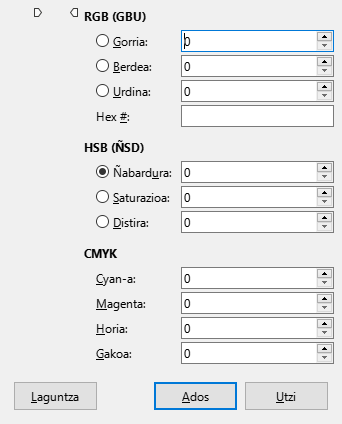 RGB (GBU)
Gorria: 0
Berdea: 0
Urdina: 0
Hex #:
HSB (ÑSD)
Ñabardura: 0
Saturazioa: 0
Distira: 0
CMYK
Cyan-a: 0
Magenta: 0
Horia: 0
Gakoa: 0
Laguntza Ados Utzi